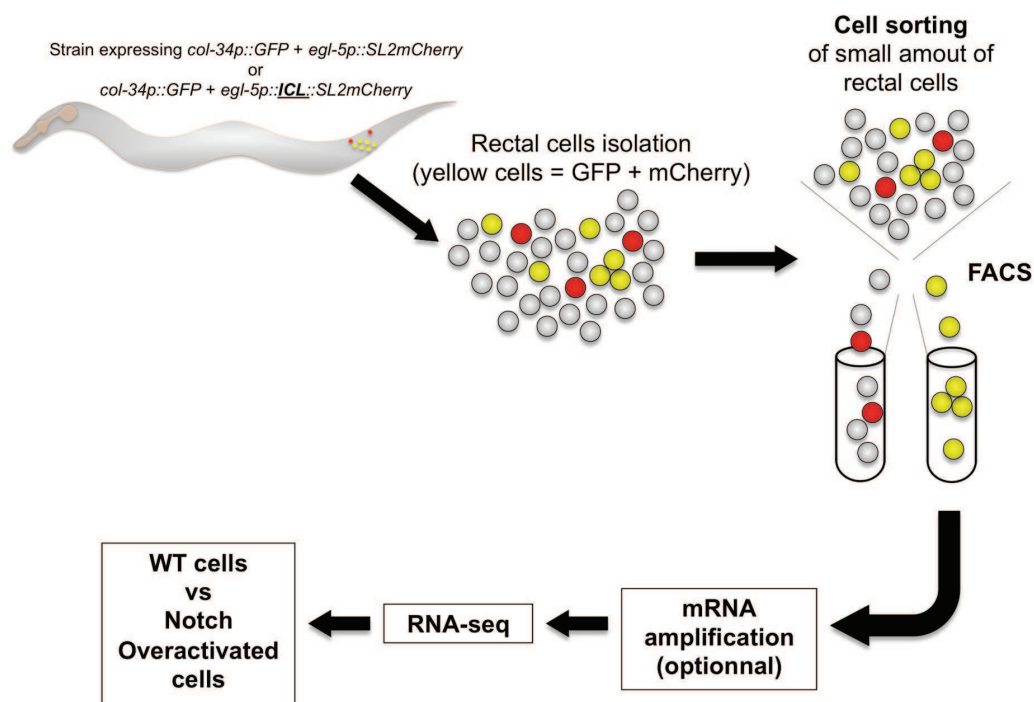 Strain expressing col-34p::GFP + egl-5p::SL2mCherry
or
col-34p::GFP + egl-5p::ICL::SL2mCherry
Rectal cells isolation
(yellow cells = GFP + mCherry)
Cell sorting
of small amout of
rectal cells
FACS
mRNA
amplification
(optionnal)
RNA-seq
WT cells
vs
Notch
Overactivated
cells